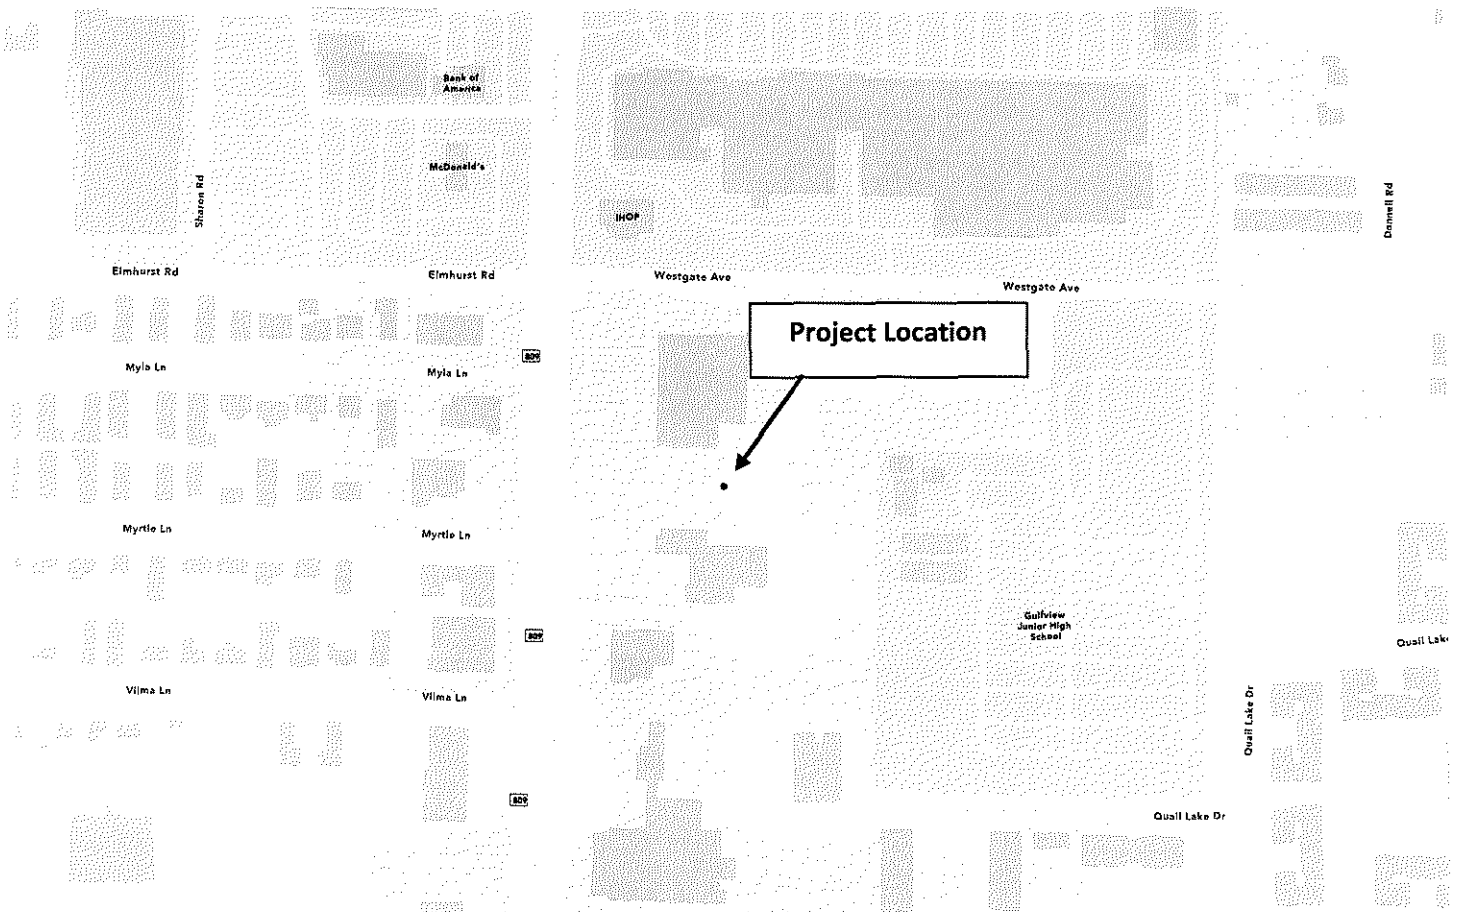 Bank of
America
McDonald's
Sharon Rd
IHOP
Dannell Rd
Elmhurst Rd
Elmhurst Rd
Westgate Ave
Westgate Ave
Project Location
809
Myla Ln
Myla Ln
Myrtle Ln
Myrtle Ln
Gulfview
Junior High
School
809
Quail Lake
Vilma Ln
Vilma Ln
Quail Lake Dr
809
Quail Lake Dr